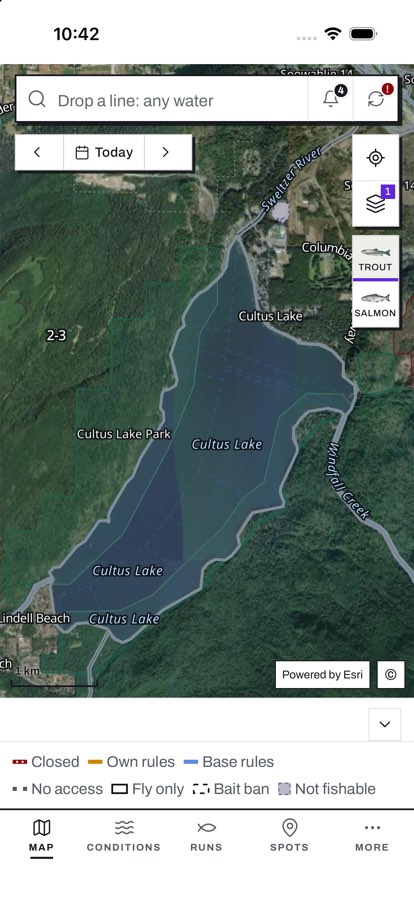 10:42
Soowahlie 14
Drop a line: any water
4
!
Today
1
TROUT
SALMON
Sweltzer River
Columbia
Cultus Lake
way
2-3
Cultus Lake Park
Cultus Lake
Windfall Creek
Cultus Lake
Lindell Beach
Cultus Lake
ch
1 km
Powered by Esri
©
Closed
Own rules
Base rules
No access
Fly only
Bait ban
Not fishable
MAP
CONDITIONS
RUNS
SPOTS
MORE